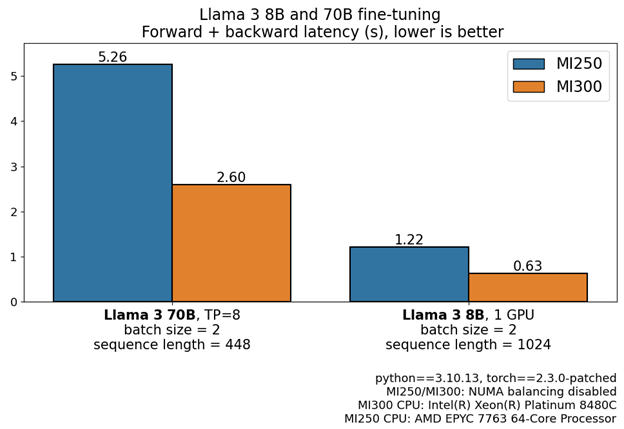 Llama 3 8B and 70B fine-tuning
Forward + backward latency (s), lower is better
MI250
MI300
5
4
3
2
1
0
5.26
2.60
1.22
0.63
Llama 3 70B, TP=8
batch size = 2
sequence length = 448
Llama 3 8B, 1 GPU
batch size = 2
sequence length = 1024
python==3.10.13, torch==2.3.0-patched
MI250/MI300: NUMA balancing disabled
MI300 CPU: Intel(R) Xeon(R) Platinum 8480C
MI250 CPU: AMD EPYC 7763 64-Core Processor